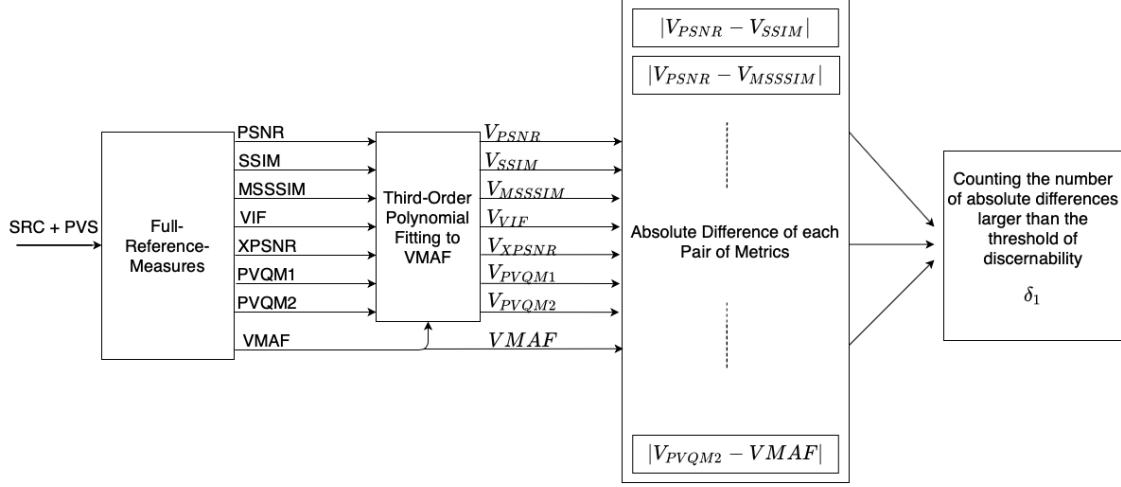 |V_PSNR − V_SSIM|
|V_PSNR − V_MSSSIM|
SRC + PVS
Full-
Reference-
Measures
PSNR
SSIM
MSSSIM
VIF
XPSNR
PVQM1
PVQM2
VMAF
Third-Order
Polynomial
Fitting to
VMAF
V_PSNR
V_SSIM
V_MSSSIM
V_VIF
V_XPSNR
V_PVQM1
V_PVQM2
VMAF
Absolute Difference of each
Pair of Metrics
|V_PVQM2 − VMAF|
Counting the number
of absolute differences
larger than the
threshold of
discernability
δ_1